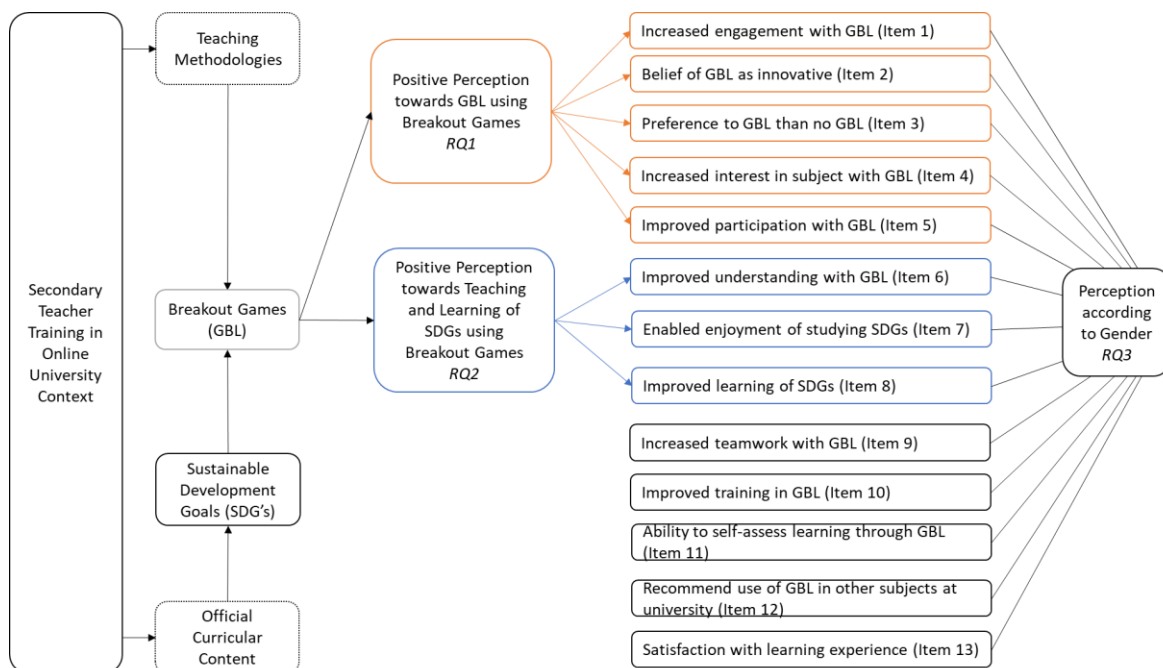 Secondary
Teacher
Training in
Online
University
Context
Teaching
Methodologies
Breakout Games
(GBL)
Sustainable
Development
Goals (SDG's)
Official
Curricular
Content
Positive Perception
towards GBL using
Breakout Games
RQ1
Positive Perception
towards Teaching
and Learning of
SDGs using
Breakout Games
RQ2
Increased engagement with GBL (Item 1)
Belief of GBL as innovative (Item 2)
Preference to GBL than no GBL (Item 3)
Increased interest in subject with GBL (Item 4)
Improved participation with GBL (Item 5)
Improved understanding with GBL (Item 6)
Enabled enjoyment of studying SDGs (Item 7)
Improved learning of SDGs (Item 8)
Increased teamwork with GBL (Item 9)
Improved training in GBL (Item 10)
Ability to self-assess learning through GBL
(Item 11)
Recommend use of GBL in other subjects at
university (Item 12)
Satisfaction with learning experience (Item 13)
Perception
according
to Gender
RQ3